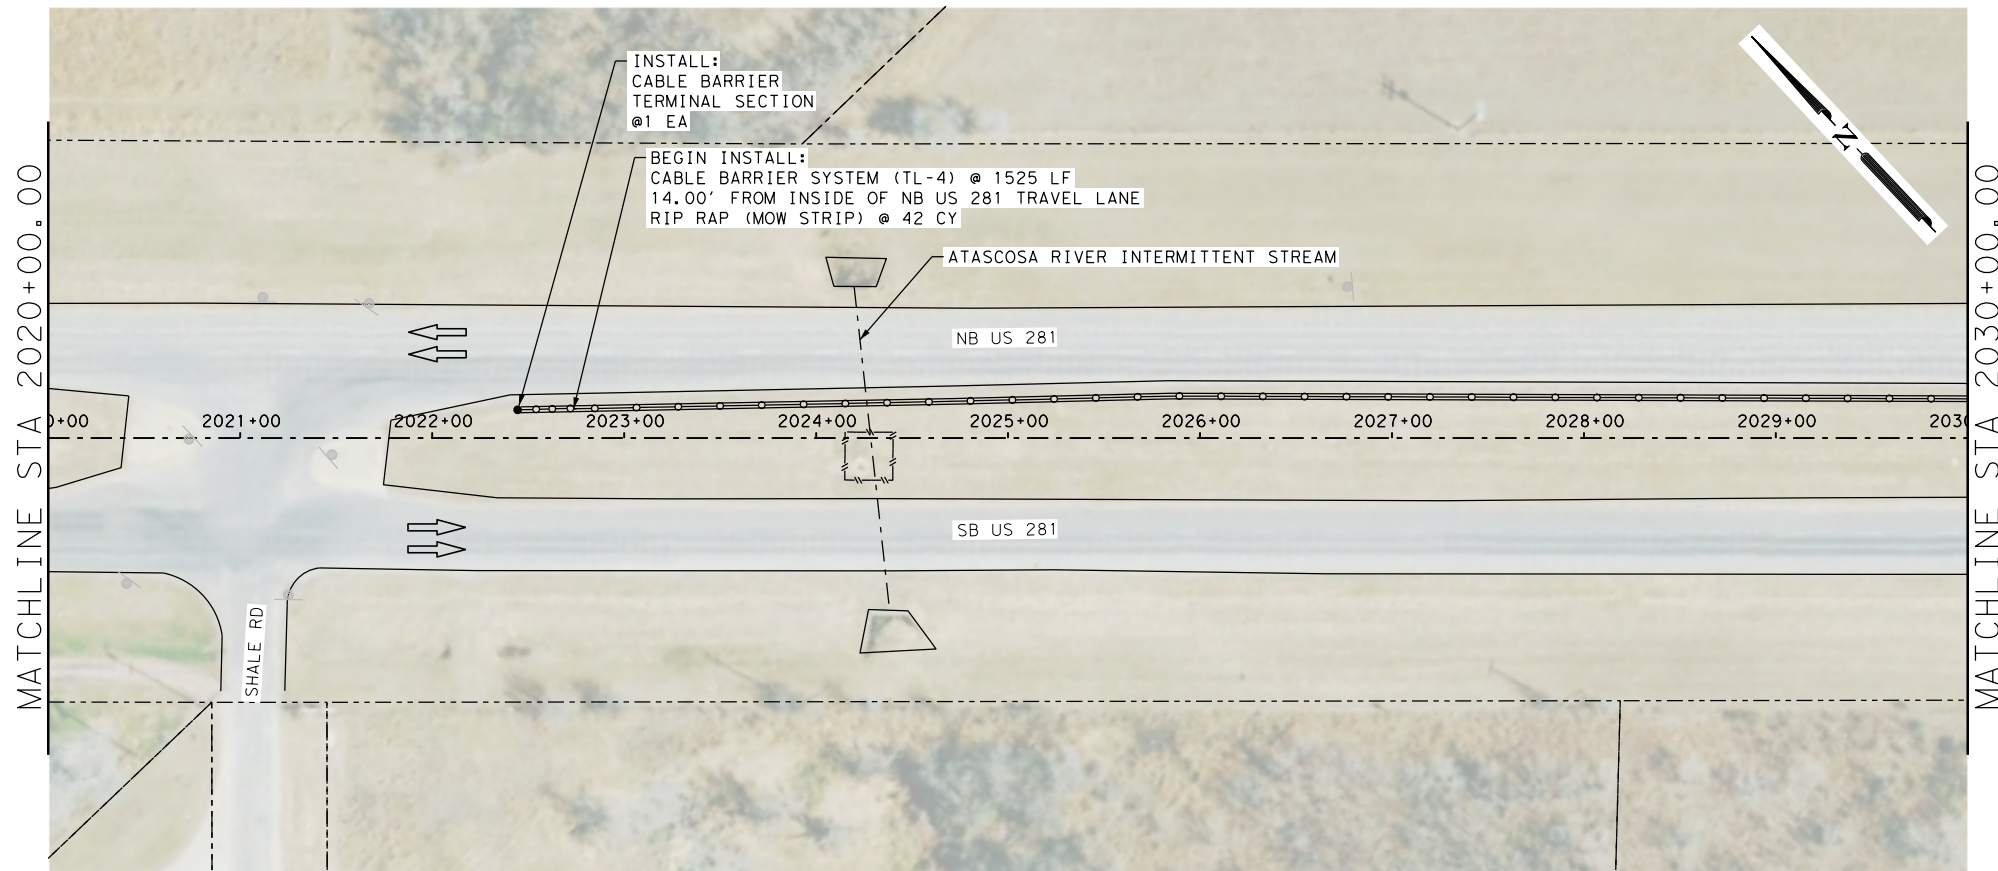 INSTALL:
CABLE BARRIER
TERMINAL SECTION
@1 EA
BEGIN INSTALL:
CABLE BARRIER SYSTEM (TL-4) @ 1525 LF
14.00' FROM INSIDE OF NB US 281 TRAVEL LANE
RIP RAP (MOW STRIP) @ 42 CY
ATASCOSA RIVER INTERMITTENT STREAM
N
MATCHLINE STA 2020+00.00
NB US 281
0+00
2021+00
2022+00
2023+00
2024+00
2025+00
2026+00
2027+00
2028+00
2029+00
2030
SB US 281
SHALE RD
MATCHLINE STA 2030+00.00